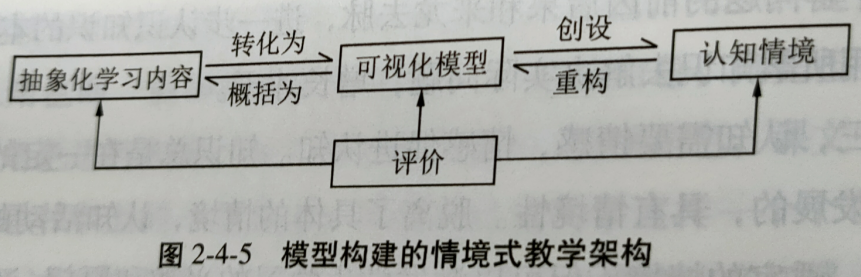 转化为
创设
抽象化学习内容
可视化模型
认知情境
概括为
重构
评价
图 2-4-5 模型构建的情境式教学架构